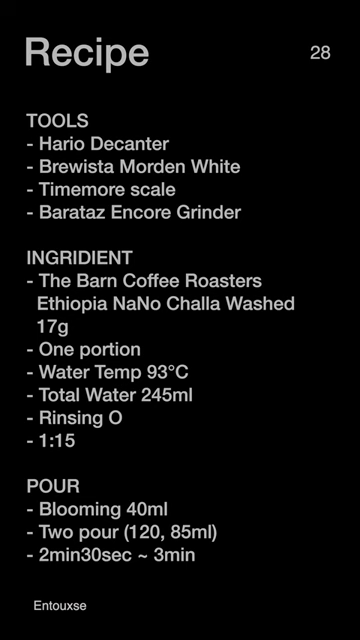 Recipe
28
TOOLS
- Hario Decanter
- Brewista Morden White
- Timemore scale
- Barataz Encore Grinder
INGRIDIENT
- The Barn Coffee Roasters
Ethiopia NaNo Challa Washed
17g
- One portion
- Water Temp 93°C
- Total Water 245ml
- Rinsing O
- 1:15
POUR
- Blooming 40ml
- Two pour (120, 85ml)
- 2min30sec ~ 3min
Entouxse